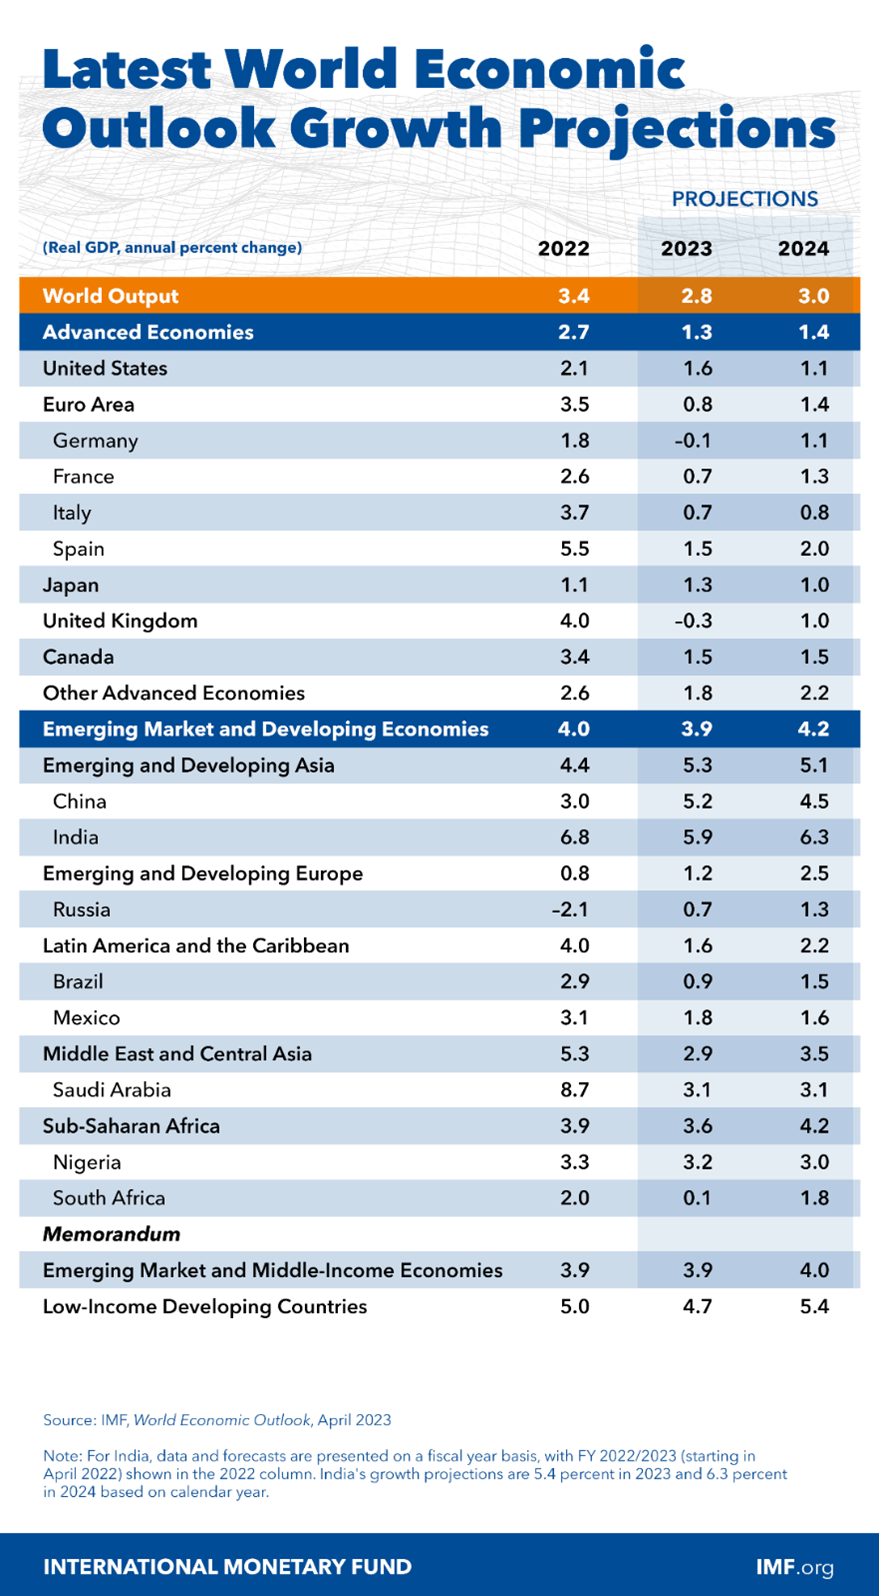 Latest World Economic
Outlook Growth Projections
PROJECTIONS
(Real GDP, annual percent change) 2022 2023 2024
World Output 3.4 2.8 3.0
Advanced Economies 2.7 1.3 1.4
United States 2.1 1.6 1.1
Euro Area 3.5 0.8 1.4
Germany 1.8 –0.1 1.1
France 2.6 0.7 1.3
Italy 3.7 0.7 0.8
Spain 5.5 1.5 2.0
Japan 1.1 1.3 1.0
United Kingdom 4.0 –0.3 1.0
Canada 3.4 1.5 1.5
Other Advanced Economies 2.6 1.8 2.2
Emerging Market and Developing Economies 4.0 3.9 4.2
Emerging and Developing Asia 4.4 5.3 5.1
China 3.0 5.2 4.5
India 6.8 5.9 6.3
Emerging and Developing Europe 0.8 1.2 2.5
Russia –2.1 0.7 1.3
Latin America and the Caribbean 4.0 1.6 2.2
Brazil 2.9 0.9 1.5
Mexico 3.1 1.8 1.6
Middle East and Central Asia 5.3 2.9 3.5
Saudi Arabia 8.7 3.1 3.1
Sub-Saharan Africa 3.9 3.6 4.2
Nigeria 3.3 3.2 3.0
South Africa 2.0 0.1 1.8
Memorandum
Emerging Market and Middle-Income Economies 3.9 3.9 4.0
Low-Income Developing Countries 5.0 4.7 5.4
Source: IMF, World Economic Outlook, April 2023
Note: For India, data and forecasts are presented on a fiscal year basis, with FY 2022/2023 (starting in
April 2022) shown in the 2022 column. India's growth projections are 5.4 percent in 2023 and 6.3 percent
in 2024 based on calendar year.
INTERNATIONAL MONETARY FUND IMF.org